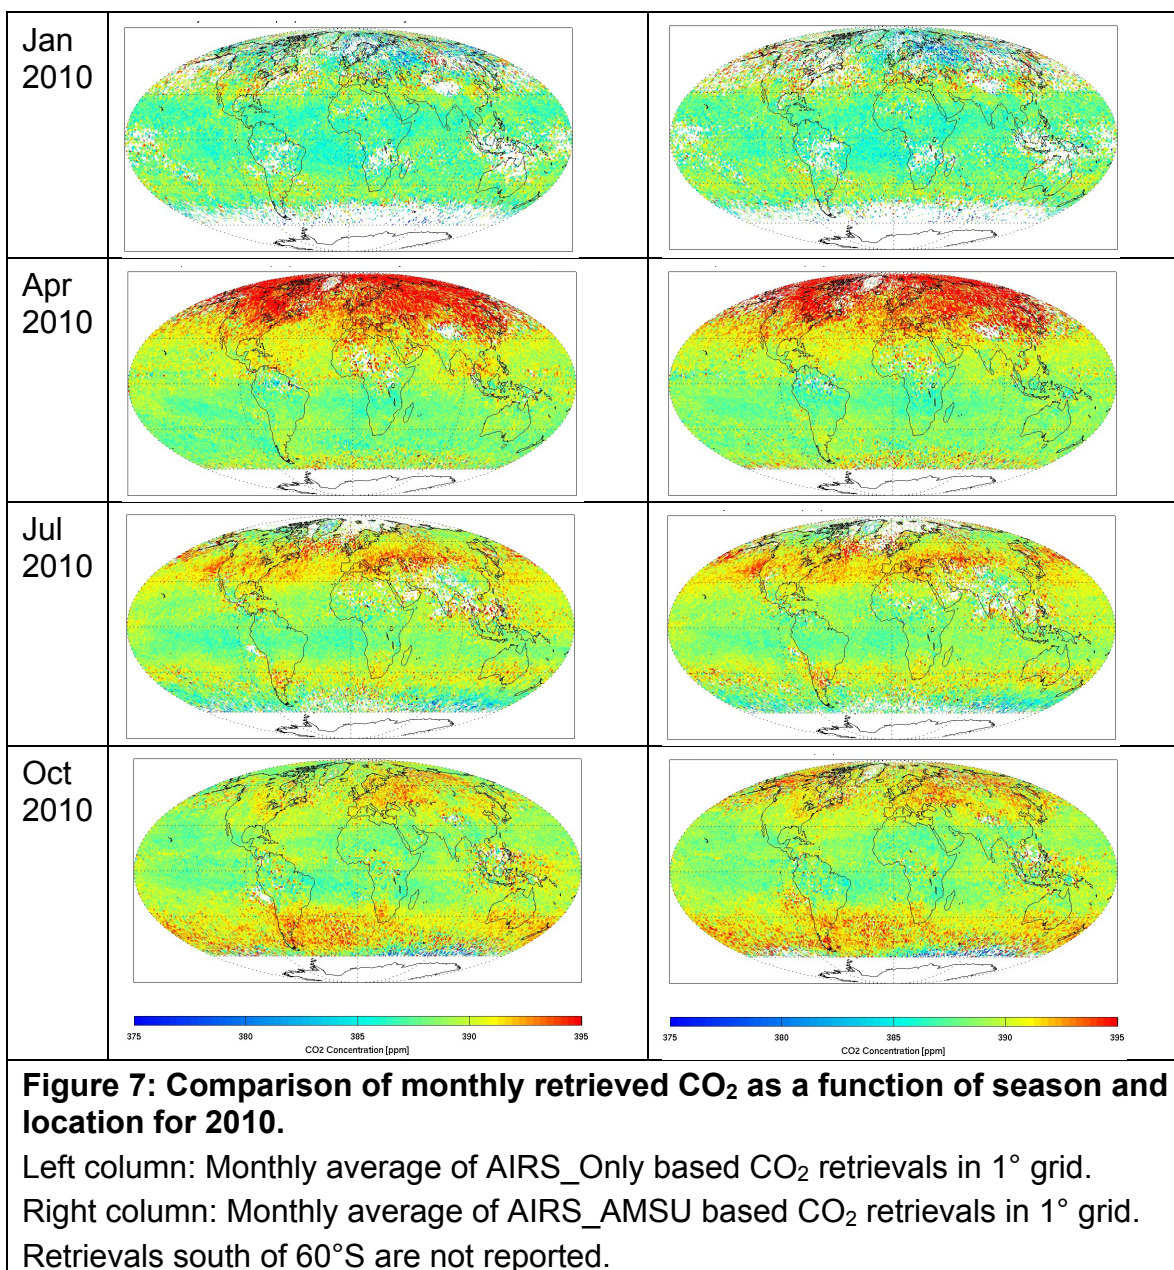 Jan
2010
Apr
2010
Jul
2010
Oct
2010
375 380 385 390 395
CO2 Concentration [ppm]
375 380 385 390 395
CO2 Concentration [ppm]
Figure 7: Comparison of monthly retrieved CO₂ as a function of season and
location for 2010.
Left column: Monthly average of AIRS_Only based CO₂ retrievals in 1° grid.
Right column: Monthly average of AIRS_AMSU based CO₂ retrievals in 1° grid.
Retrievals south of 60°S are not reported.